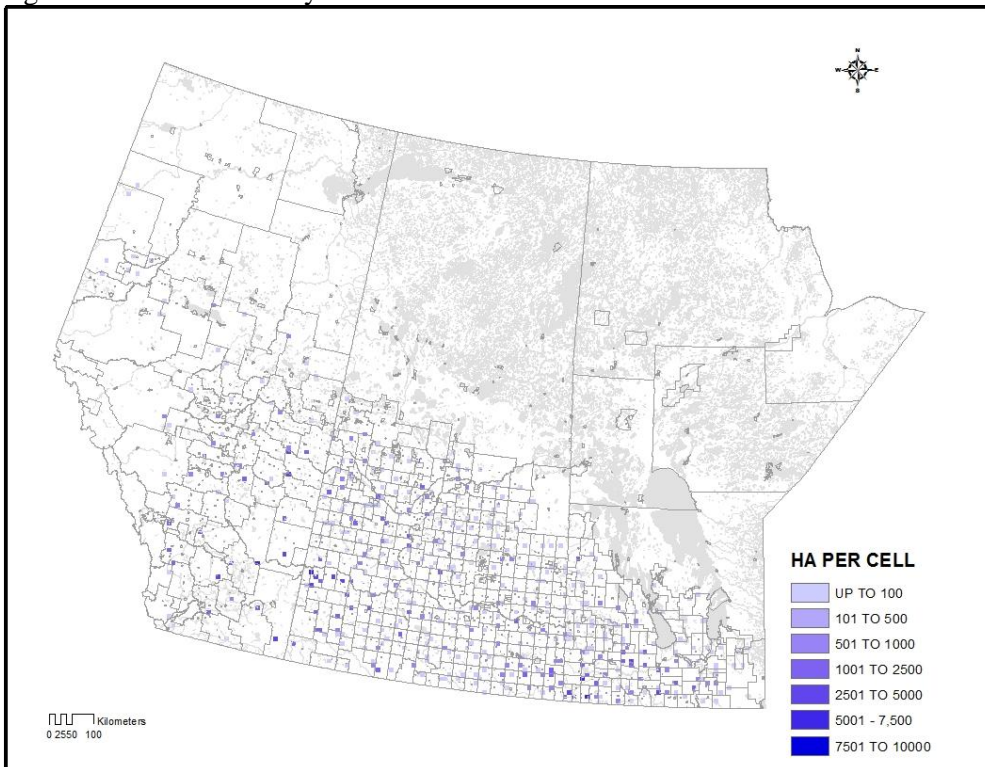 N
W E
S
HA PER CELL
UP TO 100
101 TO 500
501 TO 1000
1001 TO 2500
2501 TO 5000
5001 - 7,500
7501 TO 10000
Kilometers
0 2550 100